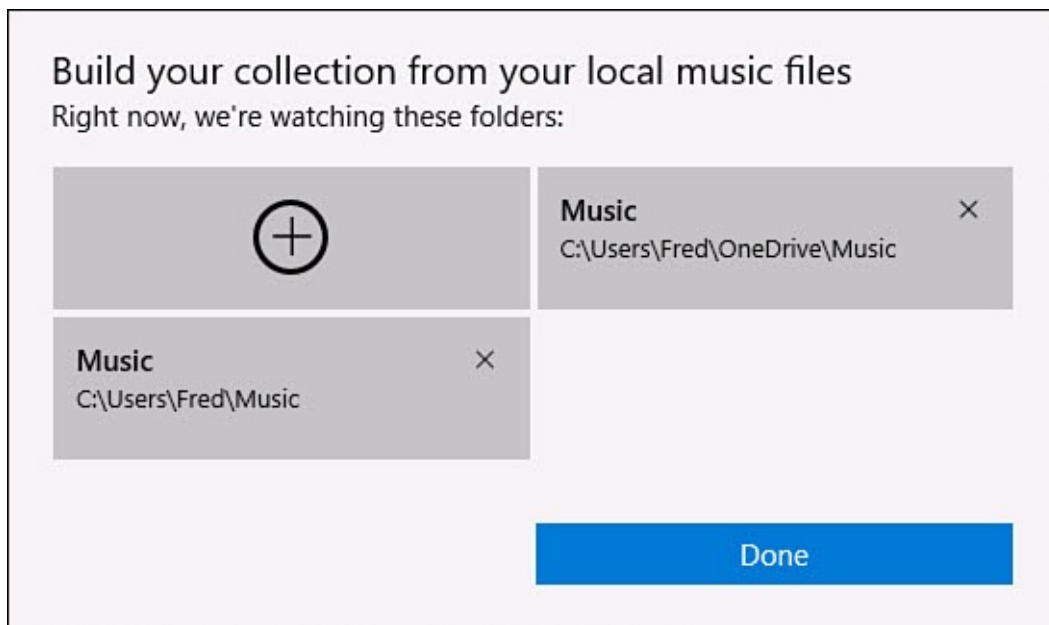 Build your collection from your local music files
Right now, we're watching these folders:
Music
C:\Users\Fred\OneDrive\Music
Music
C:\Users\Fred\Music
Done